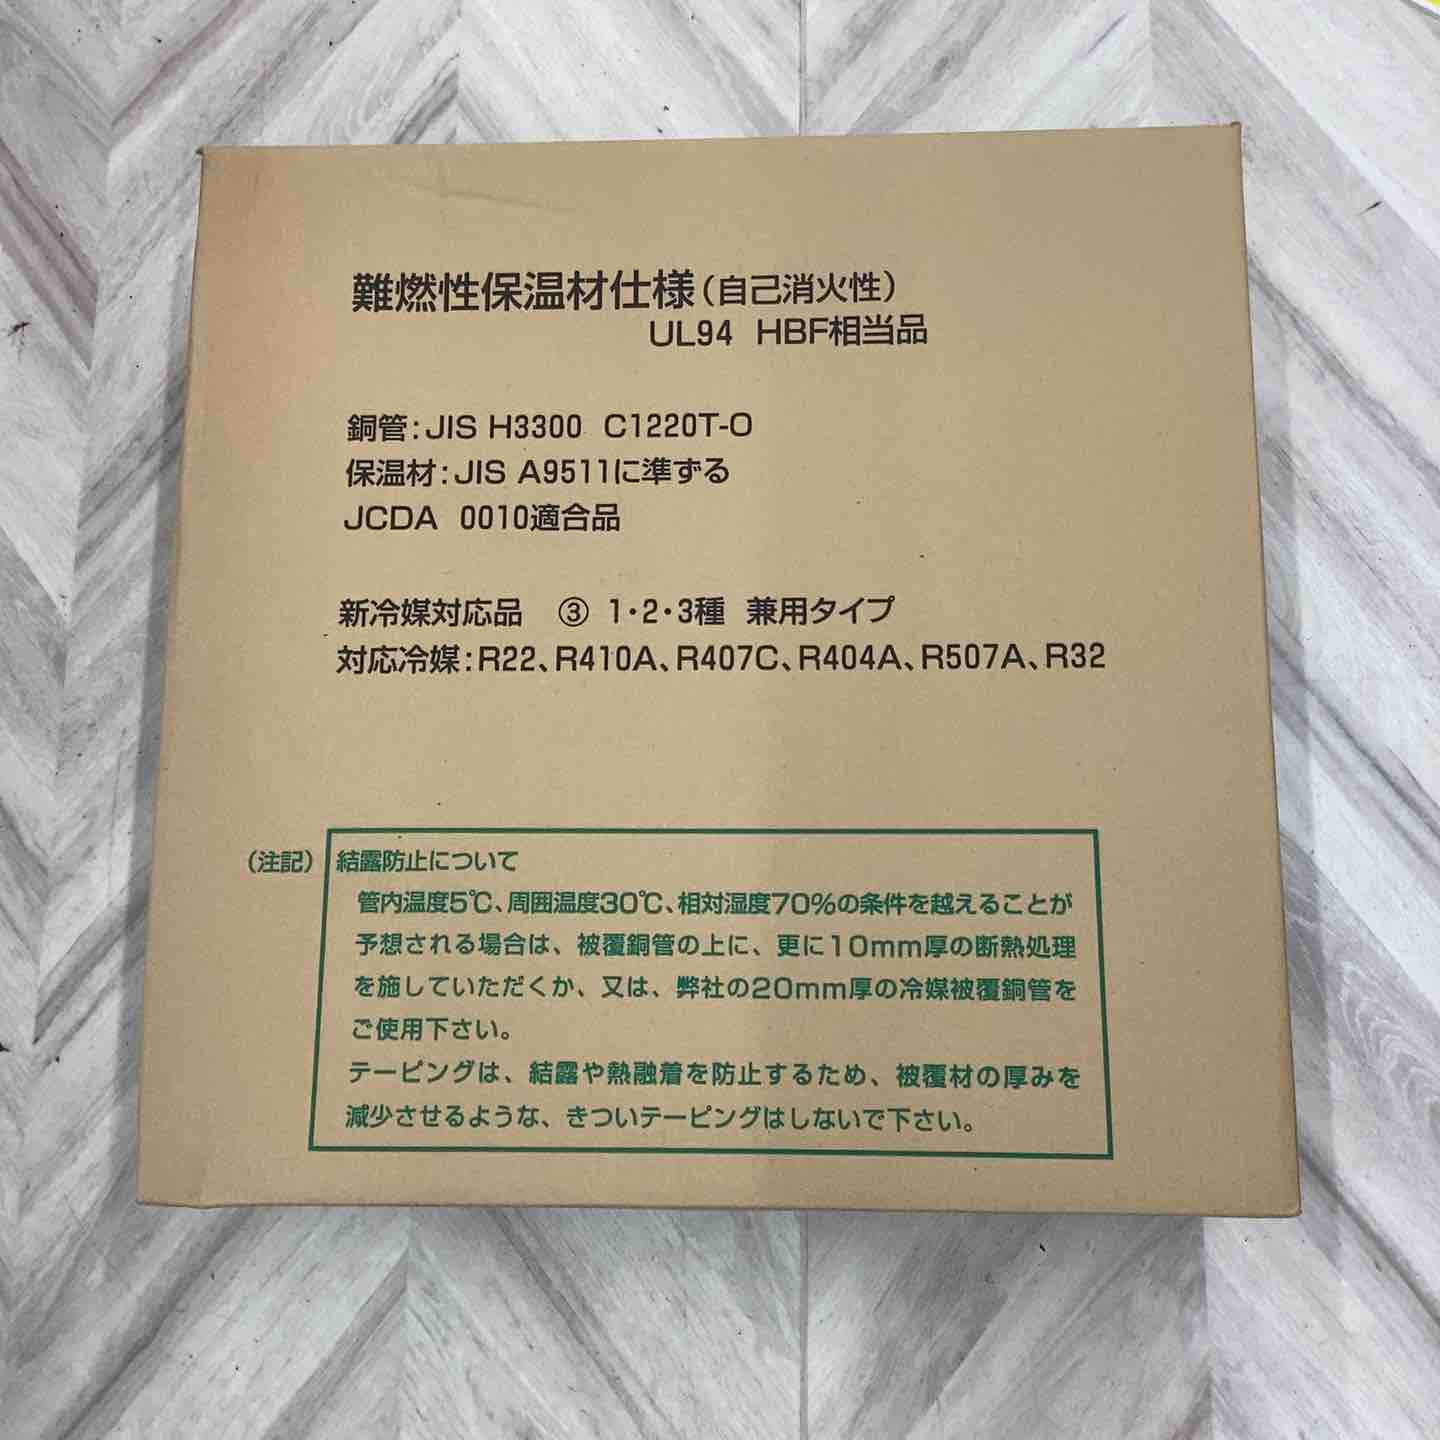 難燃性保温材仕様（自己消火性）
UL94 HBF相当品
銅管：JIS H3300 C1220T-O
保温材：JIS A9511に準ずる
JCDA 0010適合品
新冷媒対応品 ③ 1・2・3種 兼用タイプ
対応冷媒：R22、R410A、R407C、R404A、R507A、R32
（注記） 結露防止について
管内温度5℃、周囲温度30℃、相対湿度70％の条件を越えることが
予想される場合は、被覆銅管の上に、更に10mm厚の断熱処理
を施していただくか、又は、弊社の20mm厚の冷媒被覆銅管を
ご使用下さい。
テーピングは、結露や熱融着を防止するため、被覆材の厚みを
減少させるような、きついテーピングはしないで下さい。